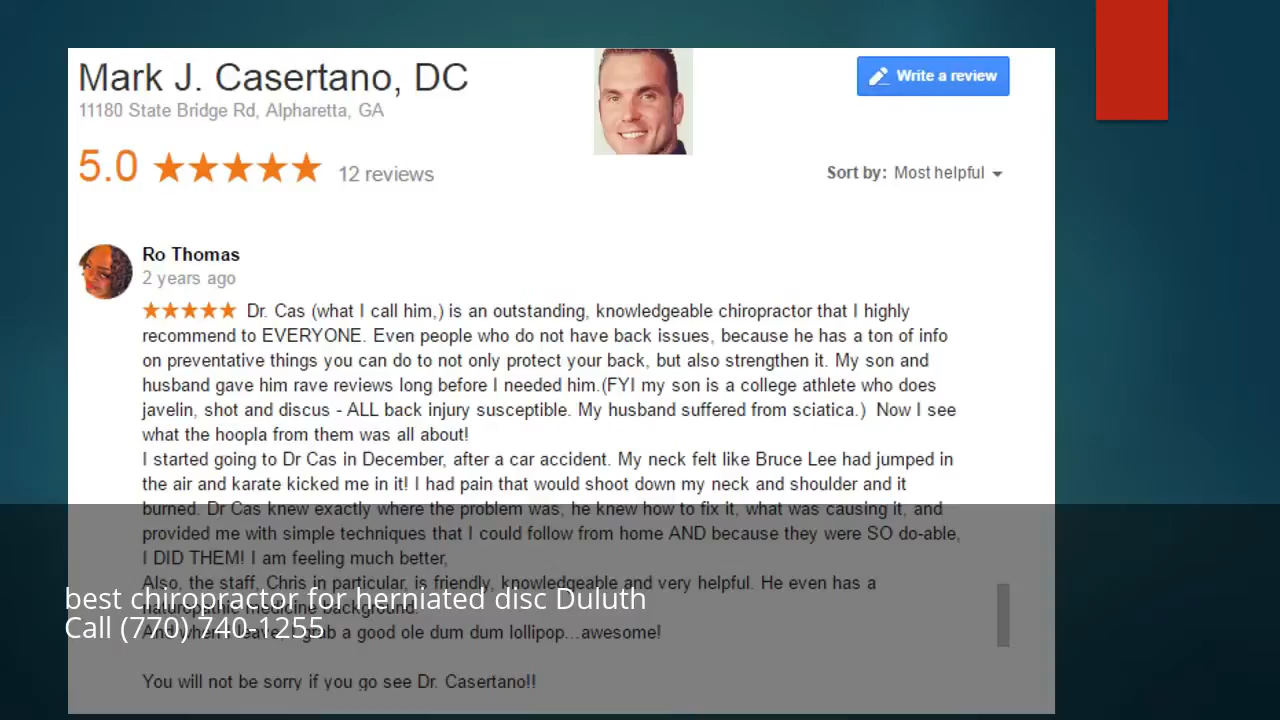 Mark J. Casertano, DC
11180 State Bridge Rd, Alpharetta, GA
Write a review
5.0 ★★★★★ 12 reviews
Sort by: Most helpful
Ro Thomas
2 years ago
★★★★★ Dr. Cas (what I call him,) is an outstanding, knowledgeable chiropractor that I highly
recommend to EVERYONE. Even people who do not have back issues, because he has a ton of info
on preventative things you can do to not only protect your back, but also strengthen it. My son and
husband gave him rave reviews long before I needed him.(FYI my son is a college athlete who does
javelin, shot and discus - ALL back injury susceptible. My husband suffered from sciatica.) Now I see
what the hoopla from them was all about!
I started going to Dr Cas in December, after a car accident. My neck felt like Bruce Lee had jumped in
the air and karate kicked me in it! I had pain that would shoot down my neck and shoulder and it
burned. Dr Cas knew exactly where the problem was, he knew how to fix it, what was causing it, and
provided me with simple techniques that I could follow from home AND because they were SO do-able,
I DID THEM! I am feeling much better,
Also, the staff, Chris in particular, is friendly, knowledgeable and very helpful. He even has a
naturopathic medicine background.
And when I leave, I grab a good ole dum dum lollipop...awesome!
You will not be sorry if you go see Dr. Casertano!!
best chiropractor for herniated disc Duluth
Call (770) 740-1255